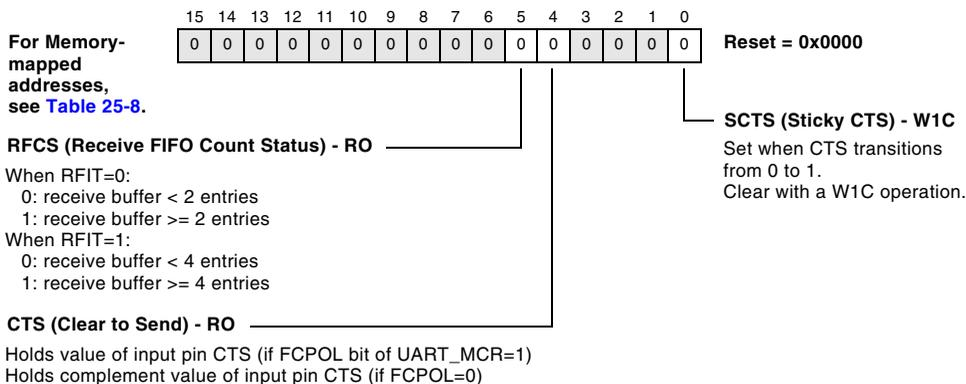 15 14 13 12 11 10 9 8 7 6 5 4 3 2 1 0
0 0 0 0 0 0 0 0 0 0 0 0 0 0 0 0
Reset = 0x0000
For Memory-
mapped
addresses,
see Table 25-8.
SCTS (Sticky CTS) - W1C
Set when CTS transitions
from 0 to 1.
Clear with a W1C operation.
RFCS (Receive FIFO Count Status) - RO
When RFIT=0:
0: receive buffer < 2 entries
1: receive buffer >= 2 entries
When RFIT=1:
0: receive buffer < 4 entries
1: receive buffer >= 4 entries
CTS (Clear to Send) - RO
Holds value of input pin CTS (if FCPOL bit of UART_MCR=1)
Holds complement value of input pin CTS (if FCPOL=0)